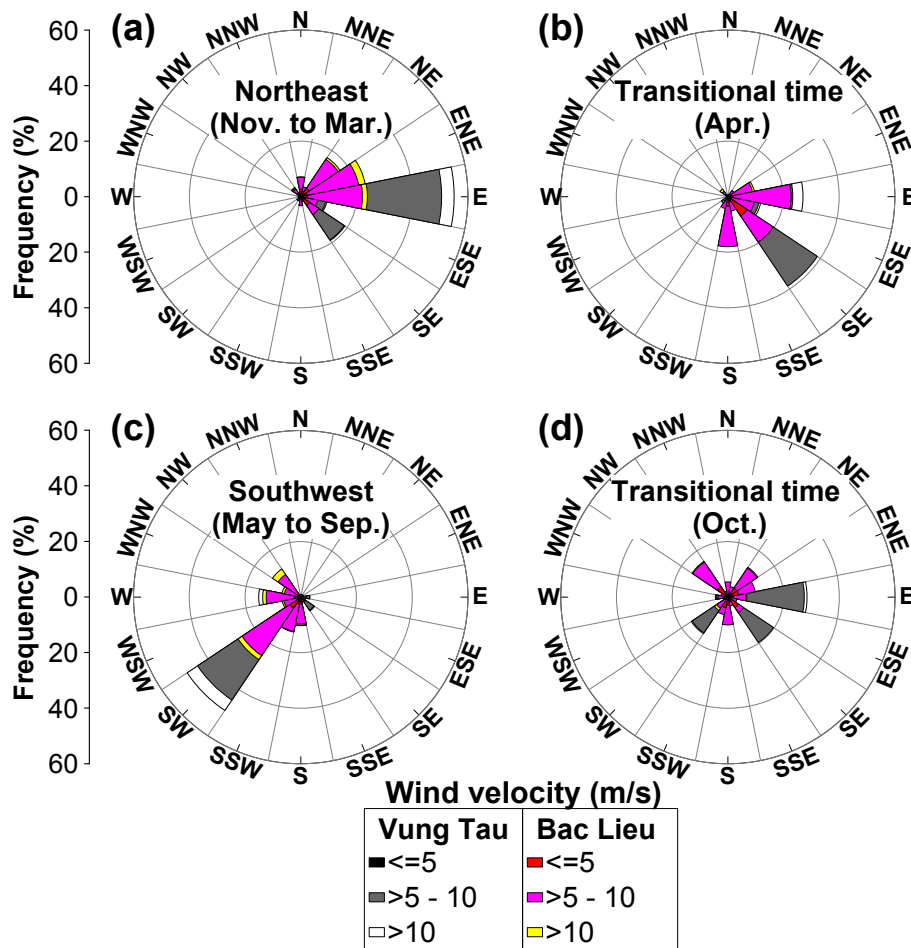 (a)
N
NNE
NE
ENE
E
ESE
SE
SSE
S
SSW
SW
WSW
W
WNW
NW
NNW
Northeast
(Nov. to Mar.)
Frequency (%)
60
40
20
0
20
40
60
(b)
N
NNE
NE
ENE
E
ESE
SE
SSE
S
SSW
SW
WSW
W
WNW
NW
NNW
Transitional time
(Apr.)
(c)
N
NNE
NE
ENE
E
ESE
SE
SSE
S
SSW
SW
WSW
W
WNW
NW
NNW
Southwest
(May to Sep.)
Frequency (%)
60
40
20
0
20
40
60
(d)
N
NNE
NE
ENE
E
ESE
SE
SSE
S
SSW
SW
WSW
W
WNW
NW
NNW
Transitional time
(Oct.)
Wind velocity (m/s)
Vung Tau
<=5
>5 - 10
>10
Bac Lieu
<=5
>5 - 10
>10